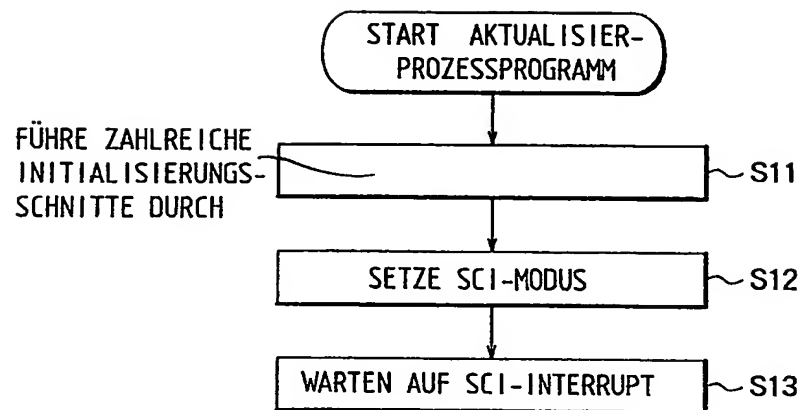 START AKTUALISIER-
PROZESSPROGRAMM
FÜHRE ZAHLREICHE
INITIALISIERUNGS-
SCHNITTE DURCH
S11
SETZE SCI-MODUS
S12
WARTEN AUF SCI-INTERRUPT
S13